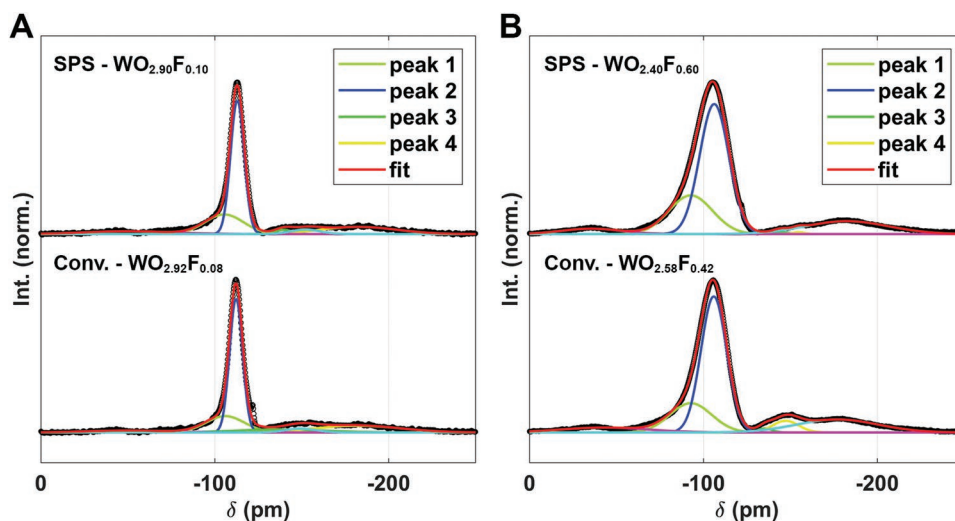 A
SPS - WO2.90F0.10
peak 1
peak 2
peak 3
peak 4
fit
Conv. - WO2.92F0.08
Int. (norm.)
0
-100
-200
δ (pm)
B
SPS - WO2.40F0.60
peak 1
peak 2
peak 3
peak 4
fit
Conv. - WO2.58F0.42
Int. (norm.)
0
-100
-200
δ (pm)